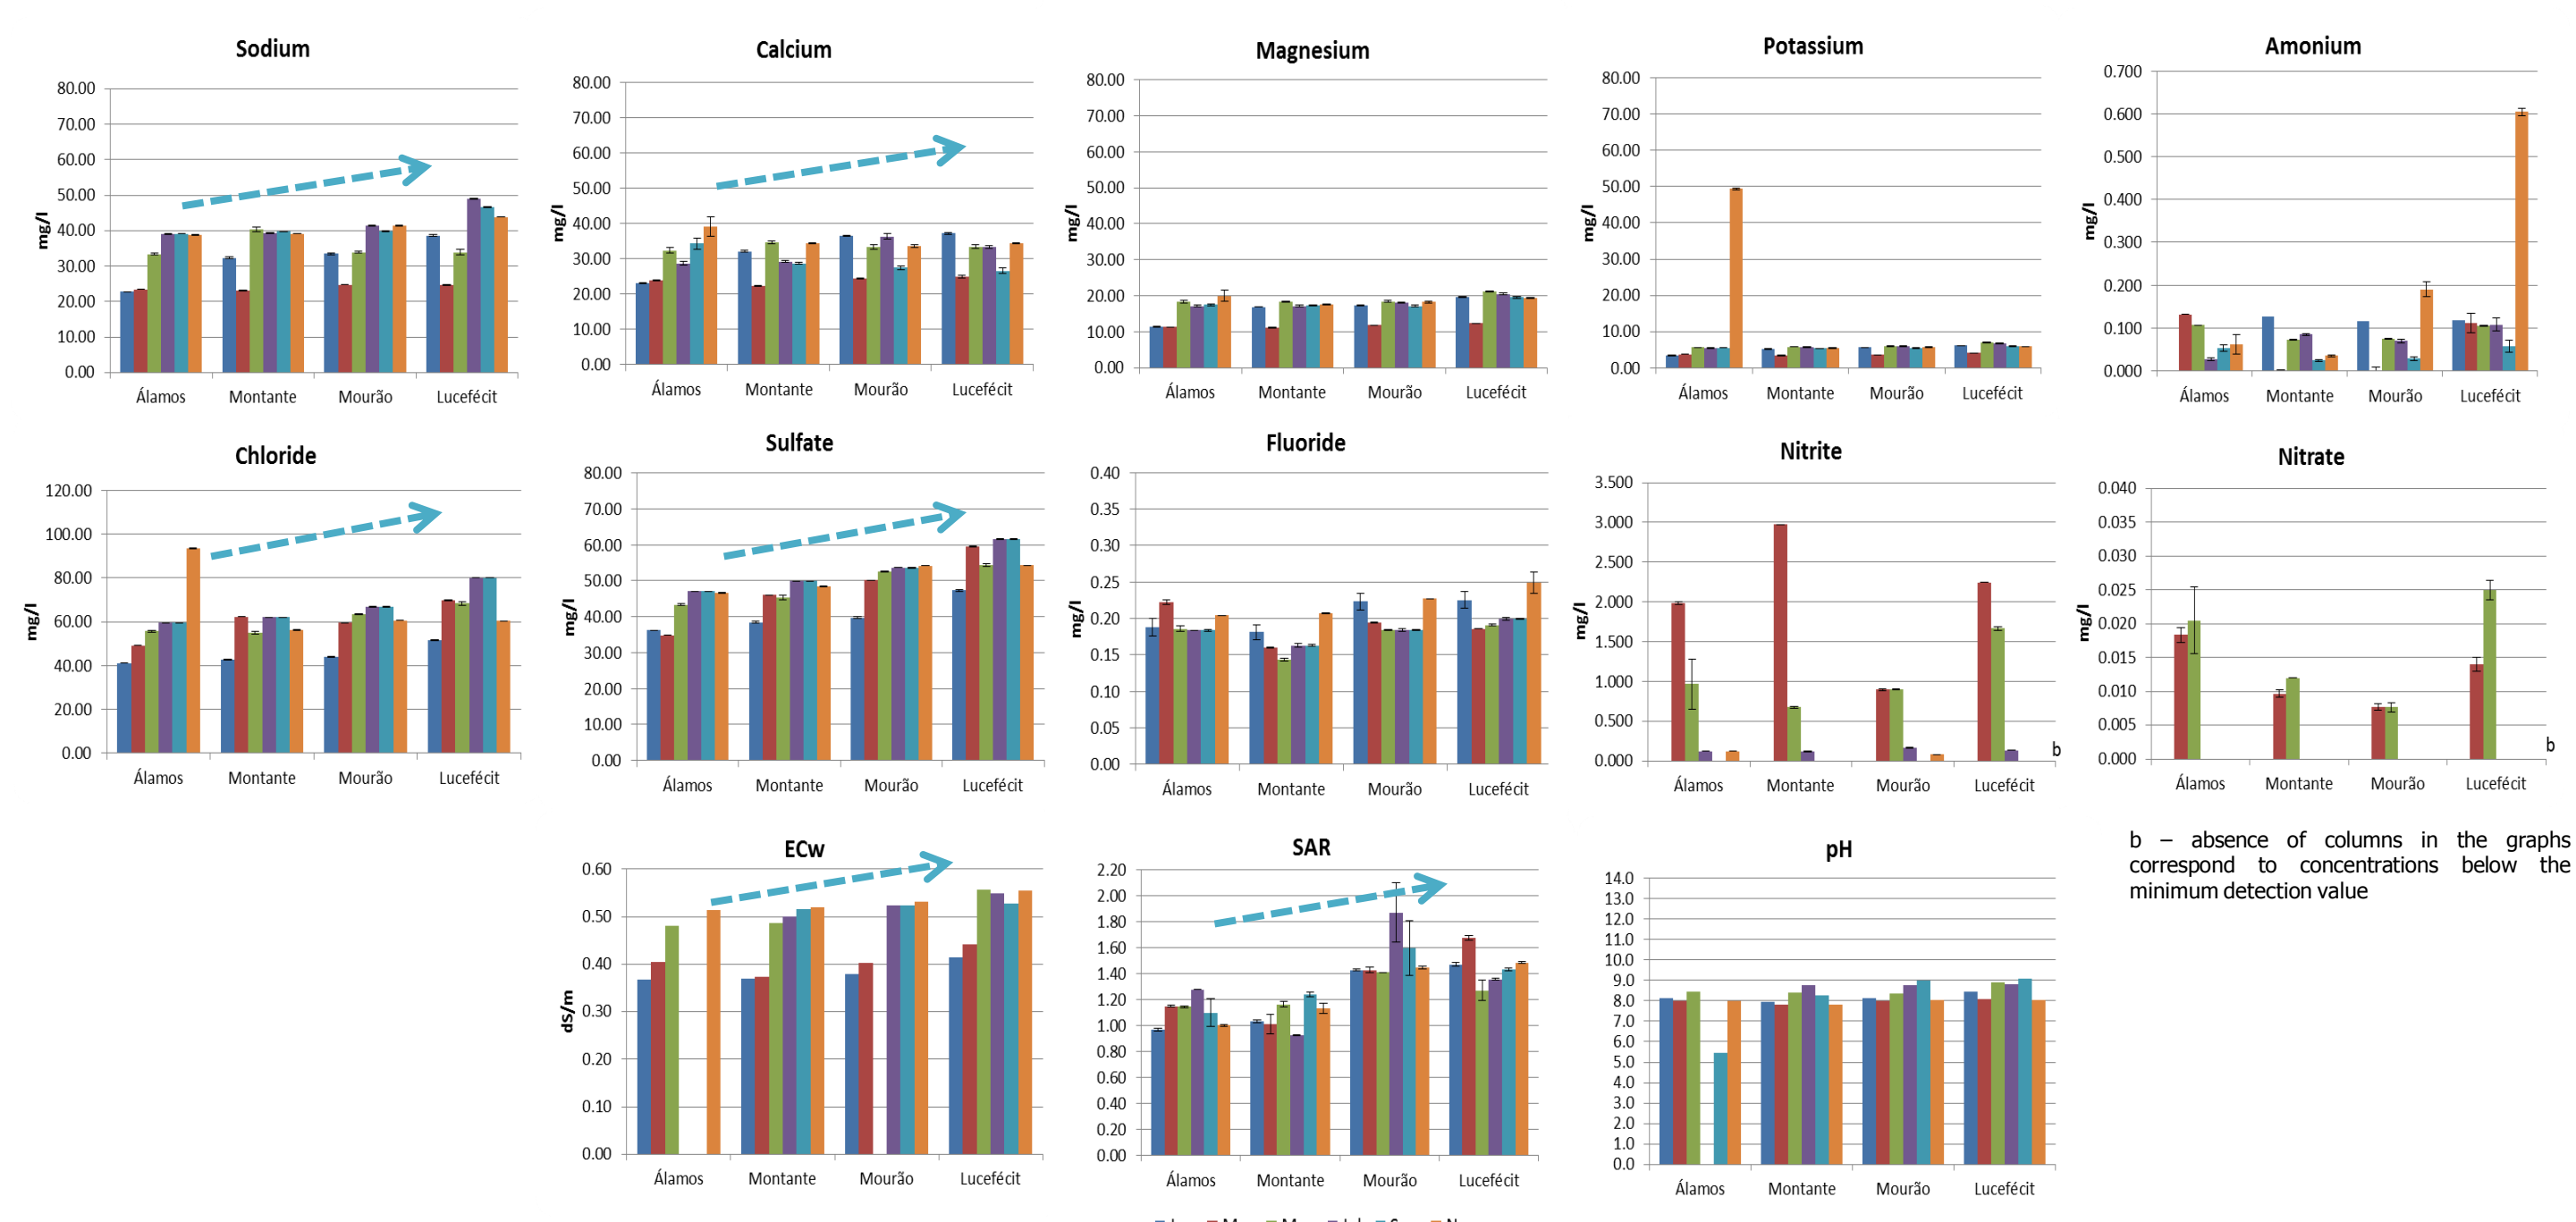 Sodium
80.00
70.00
60.00
50.00
40.00
30.00
20.00
10.00
0.00
mg/l
Álamos Montante Mourão Lucefécit
Calcium
80.00
70.00
60.00
50.00
40.00
30.00
20.00
10.00
0.00
mg/l
Álamos Montante Mourão Lucefécit
Magnesium
80.00
70.00
60.00
50.00
40.00
30.00
20.00
10.00
0.00
mg/l
Álamos Montante Mourão Lucefécit
Potassium
80.00
70.00
60.00
50.00
40.00
30.00
20.00
10.00
0.00
mg/l
Álamos Montante Mourão Lucefécit
Amonium
0.700
0.600
0.500
0.400
0.300
0.200
0.100
0.000
mg/l
Álamos Montante Mourão Lucefécit
Chloride
120.00
100.00
80.00
60.00
40.00
20.00
0.00
mg/l
Álamos Montante Mourão Lucefécit
Sulfate
80.00
70.00
60.00
50.00
40.00
30.00
20.00
10.00
0.00
mg/l
Álamos Montante Mourão Lucefécit
Fluoride
0.40
0.35
0.30
0.25
0.20
0.15
0.10
0.05
0.00
mg/l
Álamos Montante Mourão Lucefécit
Nitrite
3.500
3.000
2.500
2.000
1.500
1.000
0.500
0.000
mg/l
b
Álamos Montante Mourão Lucefécit
Nitrate
0.040
0.035
0.030
0.025
0.020
0.015
0.010
0.005
0.000
mg/l
b
Álamos Montante Mourão Lucefécit
ECw
0.60
0.50
0.40
0.30
0.20
0.10
0.00
dS/m
Álamos Montante Mourão Lucefécit
SAR
2.20
2.00
1.80
1.60
1.40
1.20
1.00
0.80
0.60
0.40
0.20
0.00
Álamos Montante Mourão Lucefécit
pH
14.0
13.0
12.0
11.0
10.0
9.0
8.0
7.0
6.0
5.0
4.0
3.0
2.0
1.0
0.0
Álamos Montante Mourão Lucefécit
b – absence of columns in the graphs
correspond to concentrations below the
minimum detection value